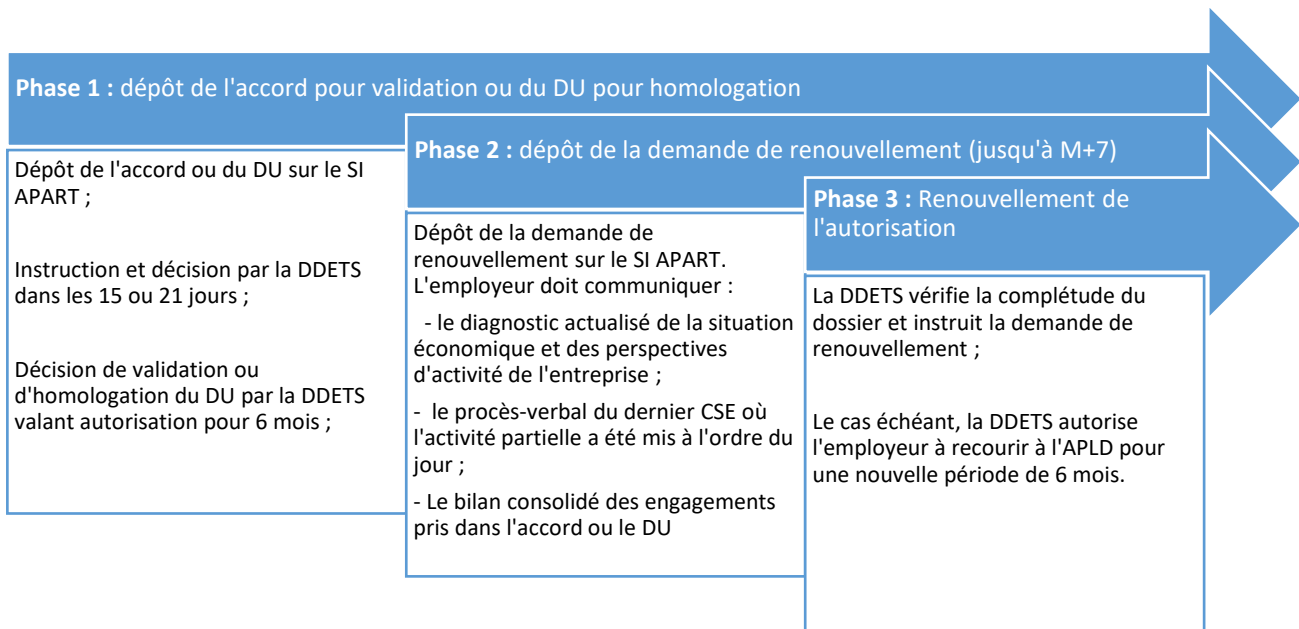 Phase 1 : dépôt de l'accord pour validation ou du DU pour homologation
Dépôt de l'accord ou du DU sur le SI
APART ;
Instruction et décision par la DDETS
dans les 15 ou 21 jours ;
Décision de validation ou
d'homologation du DU par la DDETS
valant autorisation pour 6 mois ;
Phase 2 : dépôt de la demande de renouvellement (jusqu'à M+7)
Dépôt de la demande de
renouvellement sur le SI APART.
L'employeur doit communiquer :
- le diagnostic actualisé de la situation
économique et des perspectives
d'activité de l'entreprise ;
- le procès-verbal du dernier CSE où
l'activité partielle a été mis à l'ordre du
jour ;
- Le bilan consolidé des engagements
pris dans l'accord ou le DU
Phase 3 : Renouvellement de
l'autorisation
La DDETS vérifie la complétude du
dossier et instruit la demande de
renouvellement ;
Le cas échéant, la DDETS autorise
l'employeur à recourir à l'APLD pour
une nouvelle période de 6 mois.